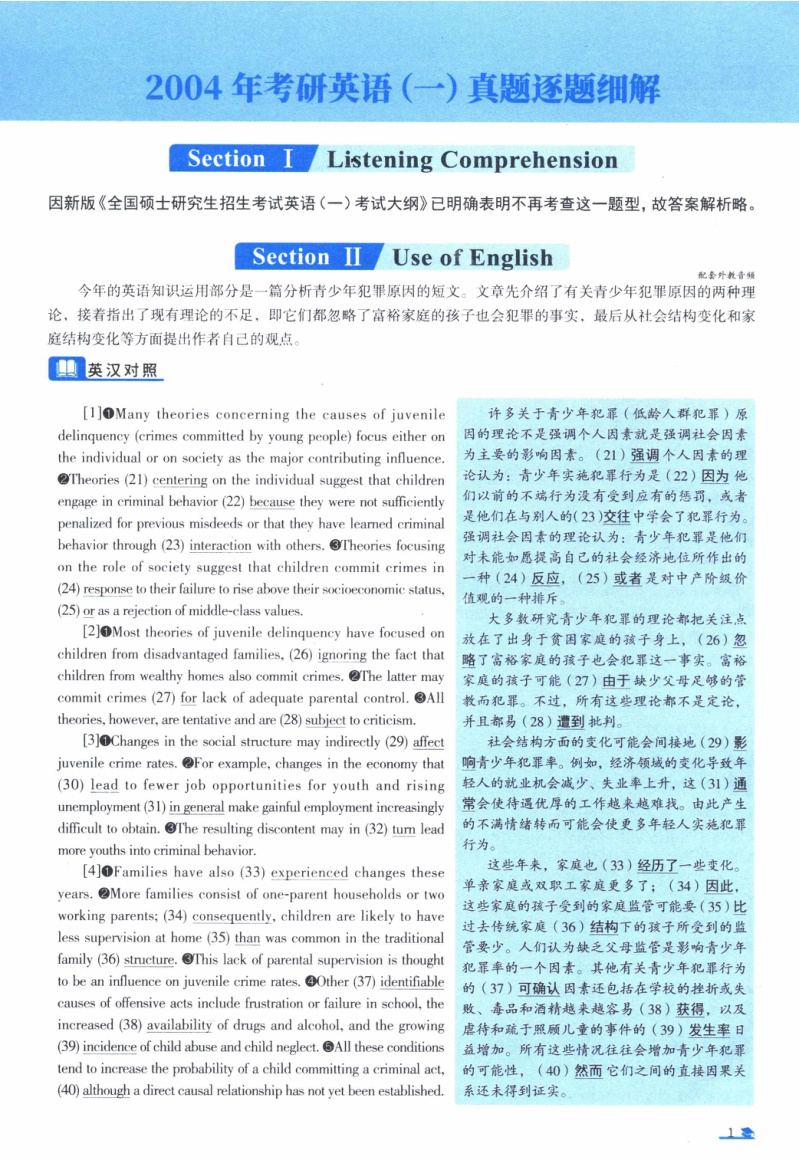 2004 年考研英语（一）真题逐题细解
Section Ⅰ Listening Comprehension
因新版《全国硕士研究生招生考试英语（一）考试大纲》已明确表明不再考查这一题型，故答案解析略。
Section Ⅱ Use of English
配套外教音频
今年的英语知识运用部分是一篇分析青少年犯罪原因的短文。文章先介绍了有关青少年犯罪原因的两种理
论，接着指出了现有理论的不足，即它们都忽略了富裕家庭的孩子也会犯罪的事实，最后从社会结构变化和家
庭结构变化等方面提出作者自己的观点。
英汉对照
[1]❶Many theories concerning the causes of juvenile
delinquency (crimes committed by young people) focus either on
the individual or on society as the major contributing influence.
❷Theories (21) centering on the individual suggest that children
engage in criminal behavior (22) because they were not sufficiently
penalized for previous misdeeds or that they have learned criminal
behavior through (23) interaction with others. ❸Theories focusing
on the role of society suggest that children commit crimes in
(24) response to their failure to rise above their socioeconomic status,
(25) or as a rejection of middle-class values.
[2]❶Most theories of juvenile delinquency have focused on
children from disadvantaged families, (26) ignoring the fact that
children from wealthy homes also commit crimes. ❷The latter may
commit crimes (27) for lack of adequate parental control. ❸All
theories, however, are tentative and are (28) subject to criticism.
[3]❶Changes in the social structure may indirectly (29) affect
juvenile crime rates. ❷For example, changes in the economy that
(30) lead to fewer job opportunities for youth and rising
unemployment (31) in general make gainful employment increasingly
difficult to obtain. ❸The resulting discontent may in (32) turn lead
more youths into criminal behavior.
[4]❶Families have also (33) experienced changes these
years. ❷More families consist of one-parent households or two
working parents; (34) consequently, children are likely to have
less supervision at home (35) than was common in the traditional
family (36) structure. ❸This lack of parental supervision is thought
to be an influence on juvenile crime rates. ❹Other (37) identifiable
causes of offensive acts include frustration or failure in school, the
increased (38) availability of drugs and alcohol, and the growing
(39) incidence of child abuse and child neglect. ❺All these conditions
tend to increase the probability of a child committing a criminal act,
(40) although a direct causal relationship has not yet been established.
许多关于青少年犯罪（低龄人群犯罪）原
因的理论不是强调个人因素就是强调社会因素
为主要的影响因素。（21）强调个人因素的理
论认为：青少年实施犯罪行为是（22）因为他
们以前的不端行为没有受到应有的惩罚，或者
是他们在与别人的（23）交往中学会了犯罪行为。
强调社会因素的理论认为：青少年犯罪是他们
对未能如愿提高自己的社会经济地位所作出的
一种（24）反应，（25）或者是对中产阶级价
值观的一种排斥。
大多数研究青少年犯罪的理论都把关注点
放在了出身于贫困家庭的孩子身上，（26）忽
略了富裕家庭的孩子也会犯罪这一事实。富裕
家庭的孩子可能（27）由于缺少父母足够的管
教而犯罪。不过，所有这些理论都不是定论，
并且都易（28）遭到批判。
社会结构方面的变化可能会间接地（29）影
响青少年犯罪率。例如，经济领域的变化导致年
轻人的就业机会减少、失业率上升，这（31）通
常会使待遇优厚的工作越来越难找。由此产生
的不满情绪转而可能会使更多年轻人实施犯罪
行为。
这些年来，家庭也（33）经历了一些变化。
单亲家庭或双职工家庭更多了；（34）因此，
这些家庭的孩子受到的家庭监管可能要（35）比
过去传统家庭（36）结构下的孩子所受到的监
管要少。人们认为缺乏父母监管是影响青少年
犯罪率的一个因素。其他有关青少年犯罪行为
的（37）可确认因素还包括在学校的挫折或失
败、毒品和酒精越来越容易（38）获得，以及
虐待和疏于照顾儿童的事件的（39）发生率日
益增加。所有这些情况往往会增加青少年犯罪
的可能性，（40）然而它们之间的直接因果关
系还未得到证实。
1